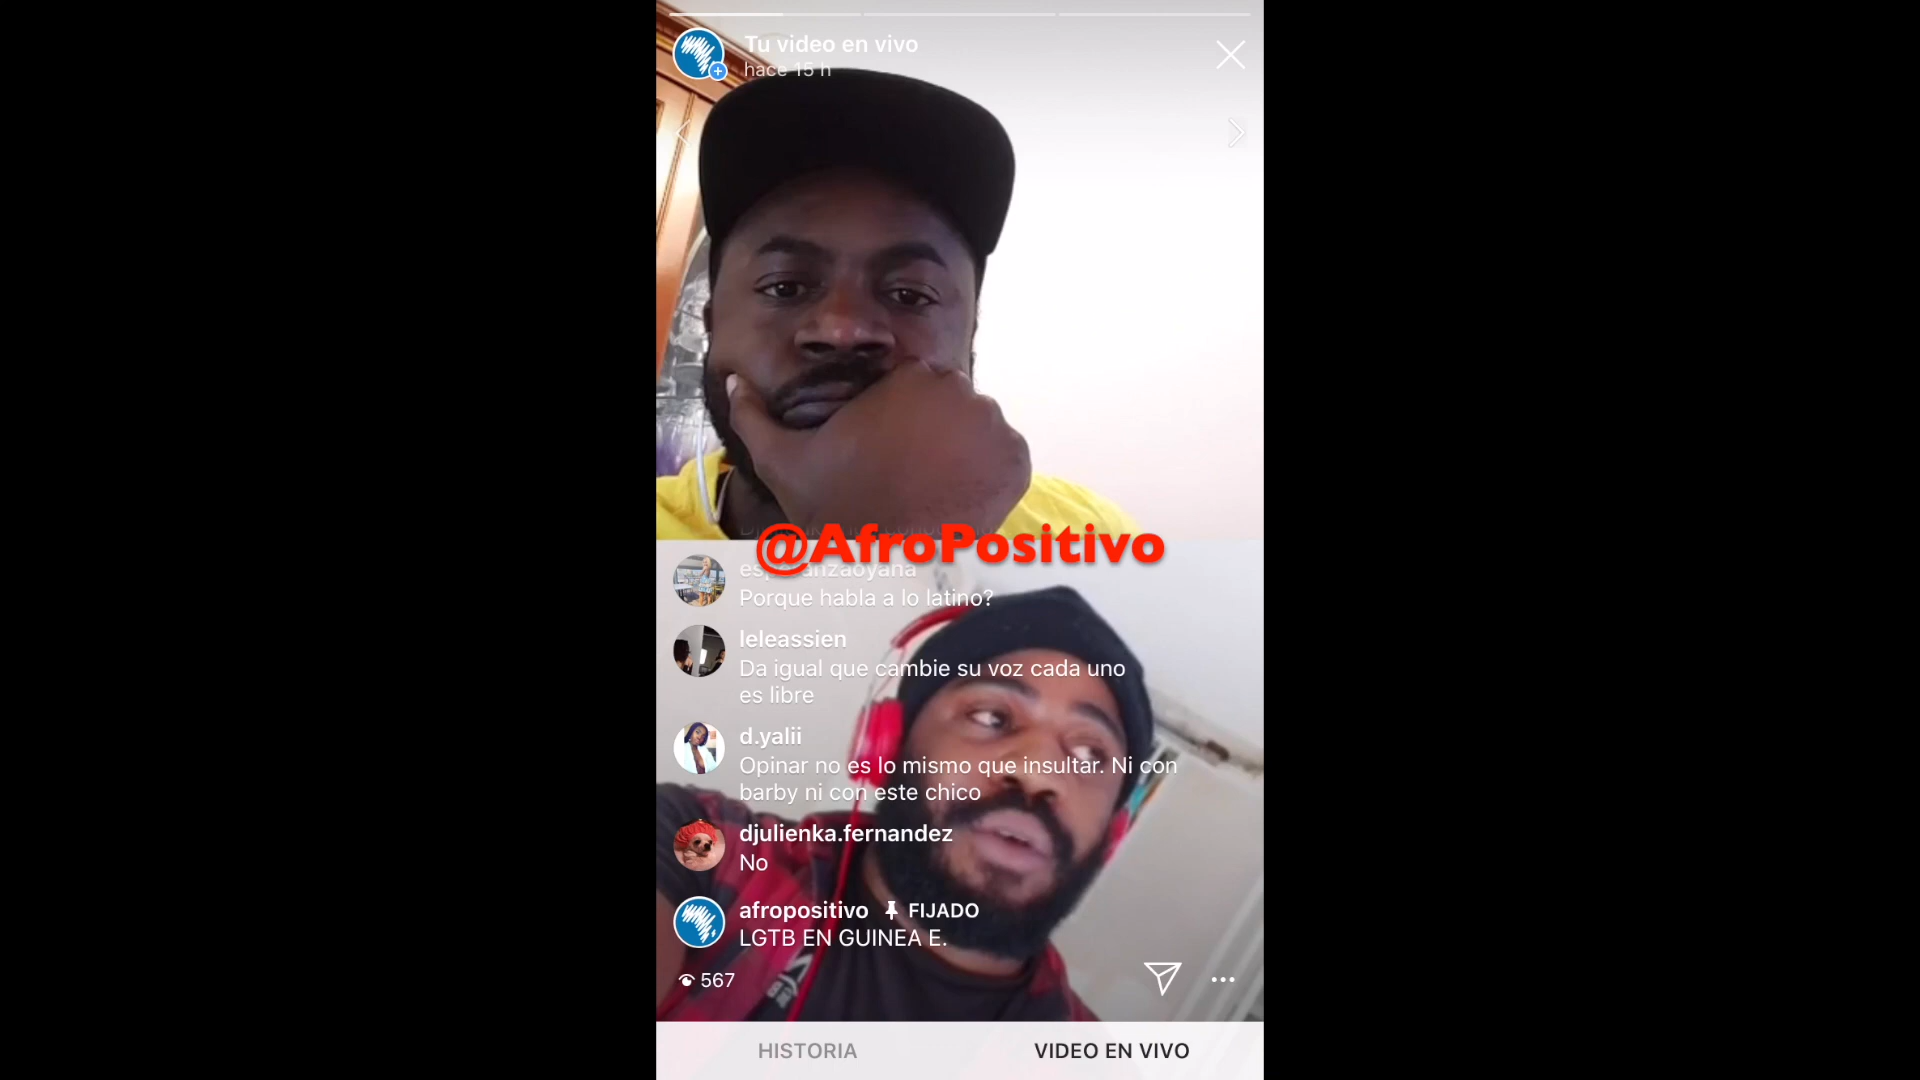 Tu video en vivo
hace 15 h
@AfroPositivo
esperanzaoyana
Porque habla a lo latino?
leleassien
Da igual que cambie su voz cada uno
es libre
d.yalii
Opinar no es lo mismo que insultar. Ni con
barby ni con este chico
djulienka.fernandez
No
afropositivo FIJADO
LGTB EN GUINEA E.
567
HISTORIA
VIDEO EN VIVO